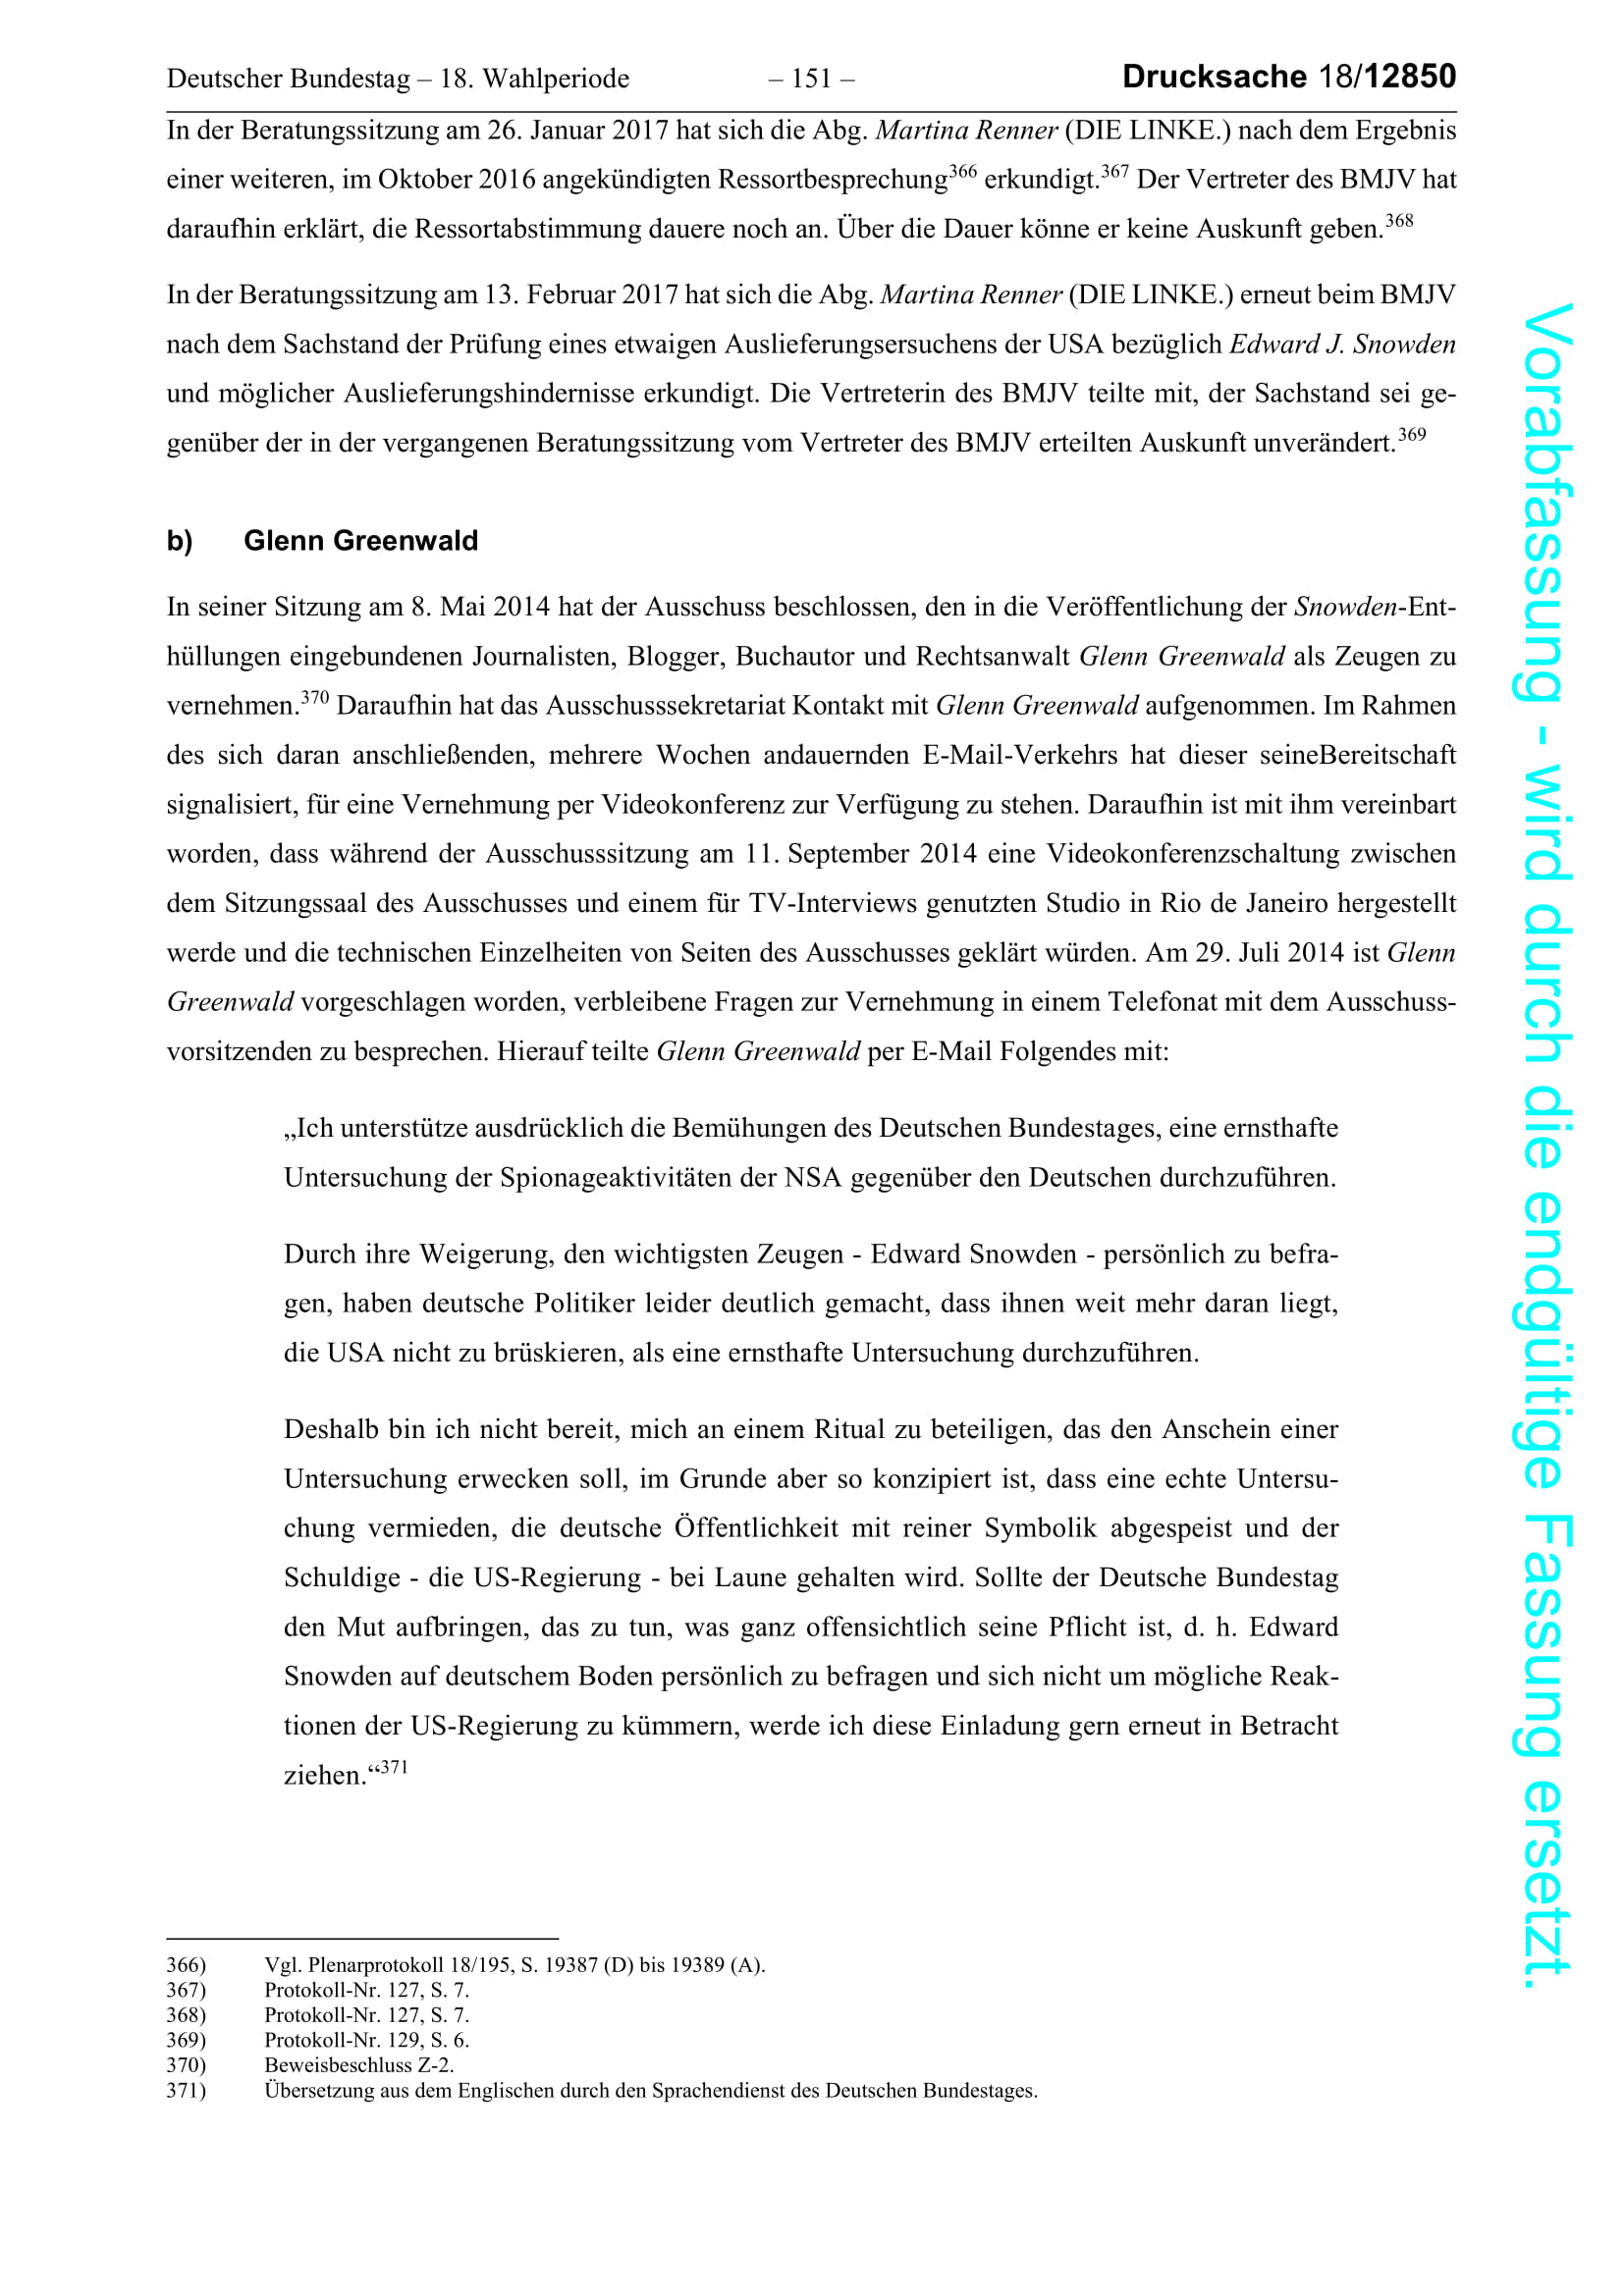 Deutscher Bundestag – 18. Wahlperiode – 151 – Drucksache 18/12850
In der Beratungssitzung am 26. Januar 2017 hat sich die Abg. Martina Renner (DIE LINKE.) nach dem Ergebnis
einer weiteren, im Oktober 2016 angekündigten Ressortbesprechung366 erkundigt.367 Der Vertreter des BMJV hat
daraufhin erklärt, die Ressortabstimmung dauere noch an. Über die Dauer könne er keine Auskunft geben.368
In der Beratungssitzung am 13. Februar 2017 hat sich die Abg. Martina Renner (DIE LINKE.) erneut beim BMJV
nach dem Sachstand der Prüfung eines etwaigen Auslieferungsersuchens der USA bezüglich Edward J. Snowden
und möglicher Auslieferungshindernisse erkundigt. Die Vertreterin des BMJV teilte mit, der Sachstand sei ge-
genüber der in der vergangenen Beratungssitzung vom Vertreter des BMJV erteilten Auskunft unverändert.369
b) Glenn Greenwald
In seiner Sitzung am 8. Mai 2014 hat der Ausschuss beschlossen, den in die Veröffentlichung der Snowden-Ent-
hüllungen eingebundenen Journalisten, Blogger, Buchautor und Rechtsanwalt Glenn Greenwald als Zeugen zu
vernehmen.370 Daraufhin hat das Ausschusssekretariat Kontakt mit Glenn Greenwald aufgenommen. Im Rahmen
des sich daran anschließenden, mehrere Wochen andauernden E-Mail-Verkehrs hat dieser seineBereitschaft
signalisiert, für eine Vernehmung per Videokonferenz zur Verfügung zu stehen. Daraufhin ist mit ihm vereinbart
worden, dass während der Ausschusssitzung am 11. September 2014 eine Videokonferenzschaltung zwischen
dem Sitzungssaal des Ausschusses und einem für TV-Interviews genutzten Studio in Rio de Janeiro hergestellt
werde und die technischen Einzelheiten von Seiten des Ausschusses geklärt würden. Am 29. Juli 2014 ist Glenn
Greenwald vorgeschlagen worden, verbleibene Fragen zur Vernehmung in einem Telefonat mit dem Ausschuss-
vorsitzenden zu besprechen. Hierauf teilte Glenn Greenwald per E-Mail Folgendes mit:
„Ich unterstütze ausdrücklich die Bemühungen des Deutschen Bundestages, eine ernsthafte
Untersuchung der Spionageaktivitäten der NSA gegenüber den Deutschen durchzuführen.
Durch ihre Weigerung, den wichtigsten Zeugen - Edward Snowden - persönlich zu befra-
gen, haben deutsche Politiker leider deutlich gemacht, dass ihnen weit mehr daran liegt,
die USA nicht zu brüskieren, als eine ernsthafte Untersuchung durchzuführen.
Deshalb bin ich nicht bereit, mich an einem Ritual zu beteiligen, das den Anschein einer
Untersuchung erwecken soll, im Grunde aber so konzipiert ist, dass eine echte Untersu-
chung vermieden, die deutsche Öffentlichkeit mit reiner Symbolik abgespeist und der
Schuldige - die US-Regierung - bei Laune gehalten wird. Sollte der Deutsche Bundestag
den Mut aufbringen, das zu tun, was ganz offensichtlich seine Pflicht ist, d. h. Edward
Snowden auf deutschem Boden persönlich zu befragen und sich nicht um mögliche Reak-
tionen der US-Regierung zu kümmern, werde ich diese Einladung gern erneut in Betracht
ziehen.“371
366) Vgl. Plenarprotokoll 18/195, S. 19387 (D) bis 19389 (A).
367) Protokoll-Nr. 127, S. 7.
368) Protokoll-Nr. 127, S. 7.
369) Protokoll-Nr. 129, S. 6.
370) Beweisbeschluss Z-2.
371) Übersetzung aus dem Englischen durch den Sprachendienst des Deutschen Bundestages.
Vorabfassung - wird durch die endgültige Fassung ersetzt.